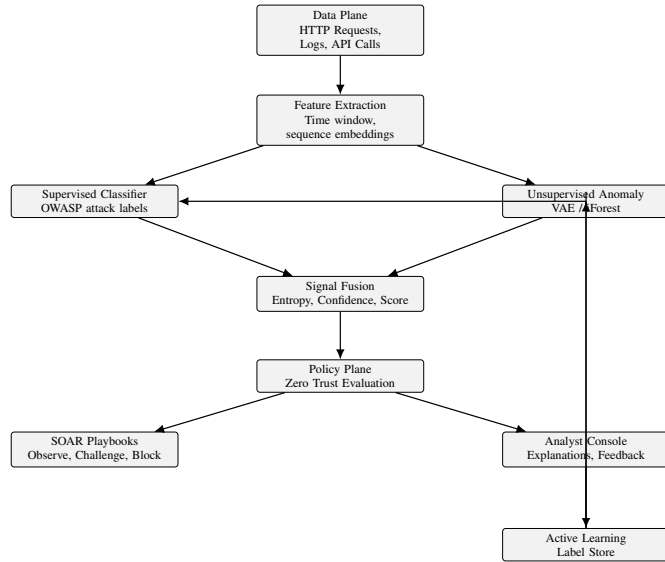 Data Plane
HTTP Requests,
Logs, API Calls
Feature Extraction
Time window,
sequence embeddings
Supervised Classifier
OWASP attack labels
Unsupervised Anomaly
VAE / iForest
Signal Fusion
Entropy, Confidence, Score
Policy Plane
Zero Trust Evaluation
SOAR Playbooks
Observe, Challenge, Block
Analyst Console
Explanations, Feedback
Active Learning
Label Store